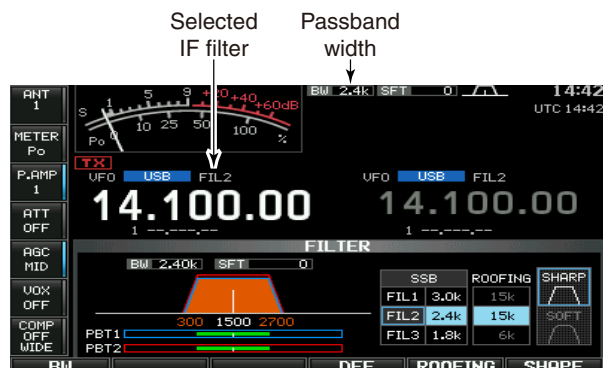 Selected IF filter
Passband width
ANT 1
METER Po
P.AMP 1
ATT OFF
AGC MID
VOX OFF
COMP OFF WIDE
S 1 5 9 +20 +40 +60dB
Po 0 10 25 50 100 %
BW 2.4k SFT 0
14:42
UTC 14:42
TX
VFO USB FIL2
14.100.00
1 --.---.--
VFO USB FIL2
14.100.00
1 --.---.--
FILTER
BW 2.40k SFT 0
300 1500 2700
PBT1
PBT2
SSB ROOFING
FIL1 3.0k 15k
FIL2 2.4k 15k
FIL3 1.8k 6k
SHARP
SOFT
BW DEF ROOFING SHAPE